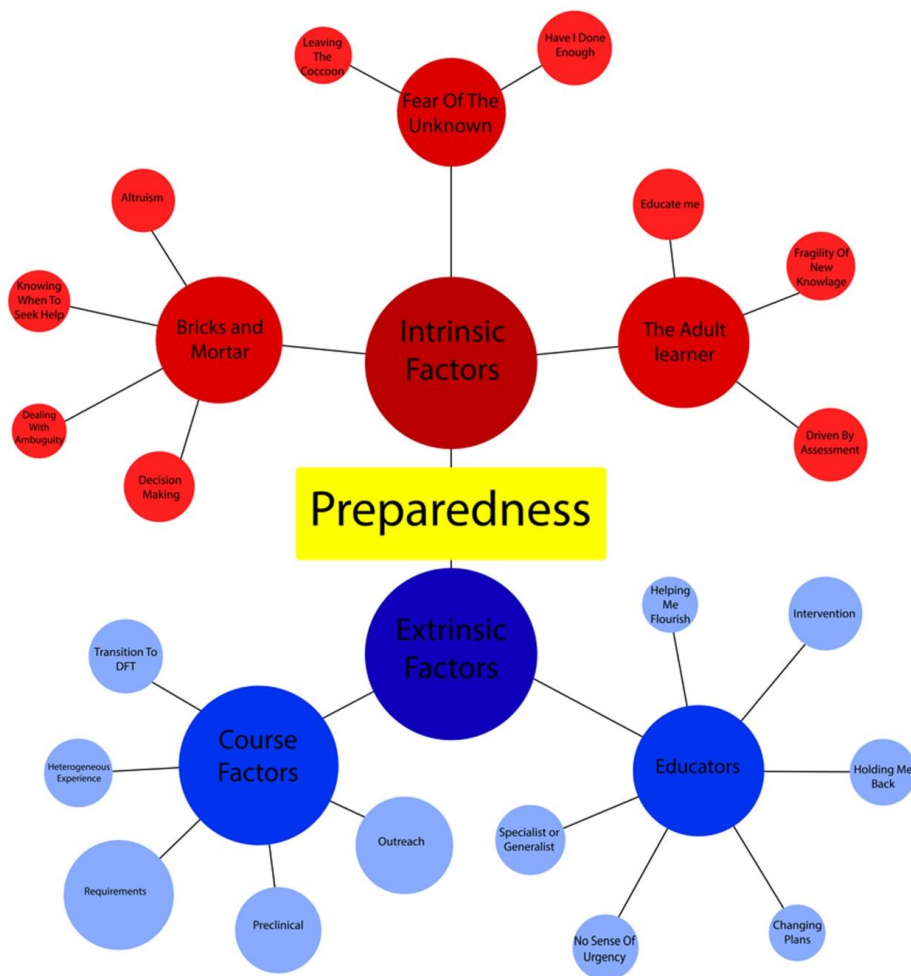 Leaving
The
Coccoon
Have I Done
Enough
Fear Of The
Unknown
Altruism
Educate me
Knowing
When To
Seek Help
Fragility Of
New
Knowlage
Bricks and
Mortar
Intrinsic
Factors
The Adult
learner
Dealing
With
Ambuguity
Decision
Making
Driven By
Assessment
Preparedness
Extrinsic
Factors
Helping
Me
Flourish
Intervention
Transition To
DFT
Course
Factors
Educators
Heterogeneous
Experience
Holding Me
Back
Requirements
Outreach
Specialist or
Generalist
Preclinical
No Sense Of
Urgency
Changing
Plans